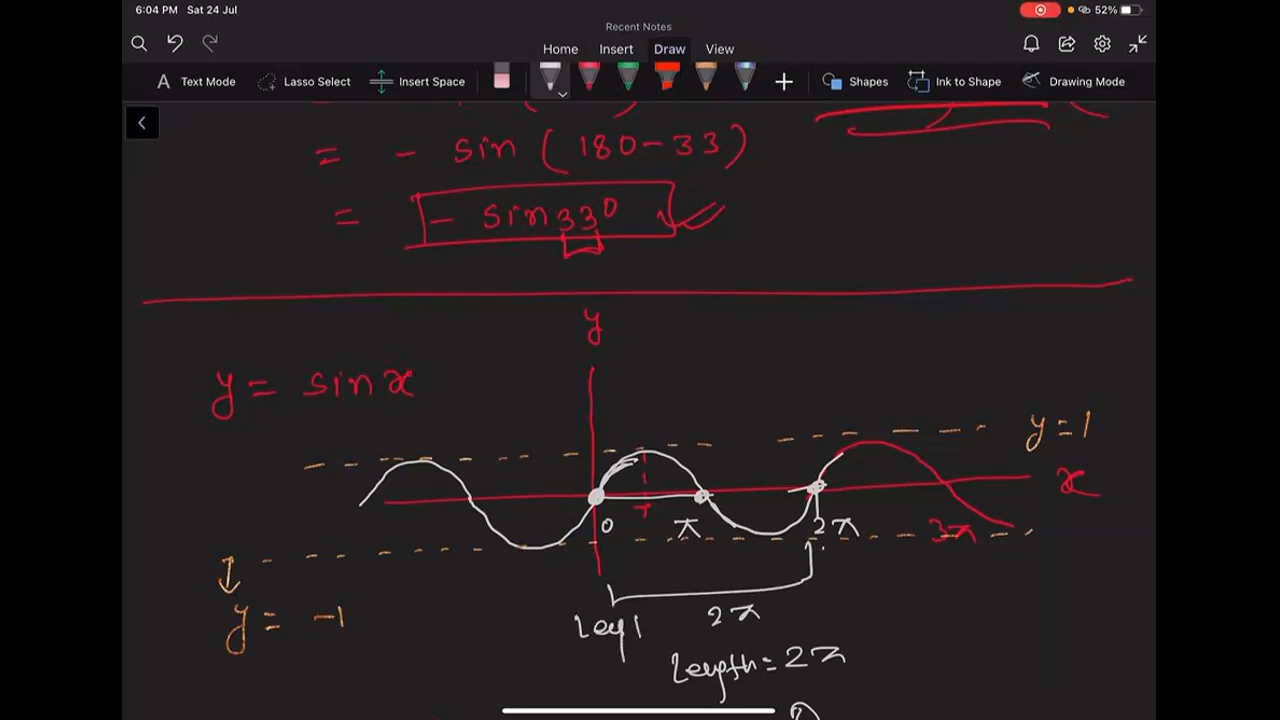 6:04 PM Sat 24 Jul
52%
Recent Notes
Home Insert Draw View
Text Mode Lasso Select Insert Space Shapes Ink to Shape Drawing Mode
= - sin (180-33)
= - sin 33°
y
y = sin x
y=1
x
0 π 2π 3π
y = -1
2π
Length = 2π